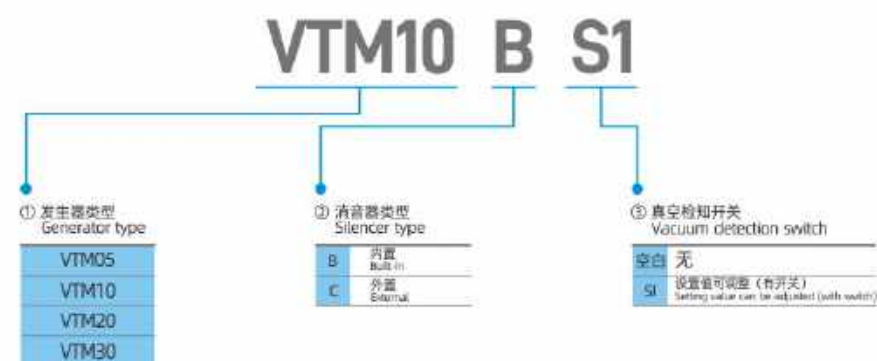 VTM10 B S1
① 发生器类型
Generator type
VTM05
VTM10
VTM20
VTM30
② 消音器类型
Silencer type
B 内置
Built-in
C 外置
External
③ 真空检知开关
Vacuum detection switch
空白 无
SI 设置值可调整（有开关）
Setting value can be adjusted (with switch)